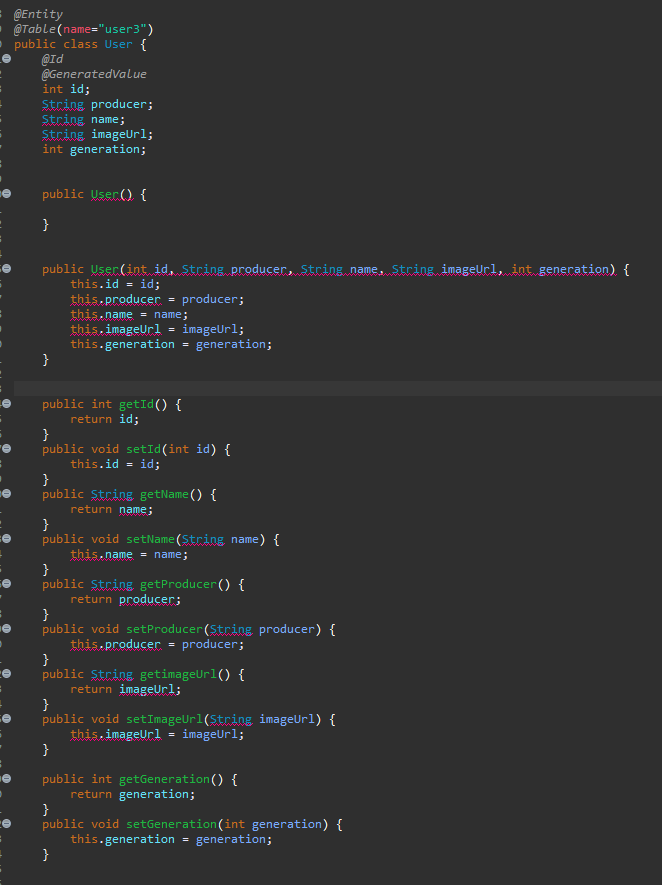 @Entity
@Table(name="user3")
public class User {
@Id
@GeneratedValue
int id;
String producer;
String name;
String imageUrl;
int generation;
public User() {
}
public User(int id, String producer, String name, String imageUrl, int generation) {
this.id = id;
this.producer = producer;
this.name = name;
this.imageUrl = imageUrl;
this.generation = generation;
}
public int getId() {
return id;
}
public void setId(int id) {
this.id = id;
}
public String getName() {
return name;
}
public void setName(String name) {
this.name = name;
}
public String getProducer() {
return producer;
}
public void setProducer(String producer) {
this.producer = producer;
}
public String getimageUrl() {
return imageUrl;
}
public void setImageUrl(String imageUrl) {
this.imageUrl = imageUrl;
}
public int getGeneration() {
return generation;
}
public void setGeneration(int generation) {
this.generation = generation;
}